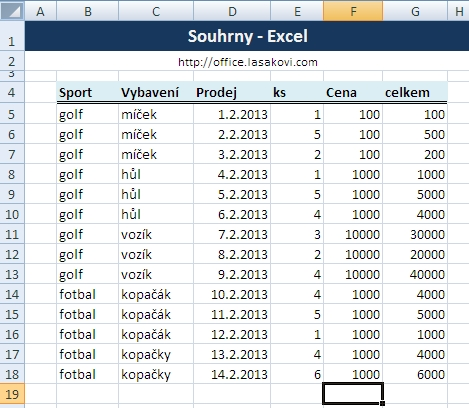 A B C D E F G
1 Souhrny - Excel
2 http://office.lasakovi.com
3
4 Sport Vybavení Prodej ks Cena celkem
5 golf míček 1.2.2013 1 100 100
6 golf míček 2.2.2013 5 100 500
7 golf míček 3.2.2013 2 100 200
8 golf hůl 4.2.2013 1 1000 1000
9 golf hůl 5.2.2013 5 1000 5000
10 golf hůl 6.2.2013 4 1000 4000
11 golf vozík 7.2.2013 3 10000 30000
12 golf vozík 8.2.2013 2 10000 20000
13 golf vozík 9.2.2013 4 10000 40000
14 fotbal kopačák 10.2.2013 4 1000 4000
15 fotbal kopačák 11.2.2013 5 1000 5000
16 fotbal kopačák 12.2.2013 1 1000 1000
17 fotbal kopačky 13.2.2013 4 1000 4000
18 fotbal kopačky 14.2.2013 6 1000 6000
19